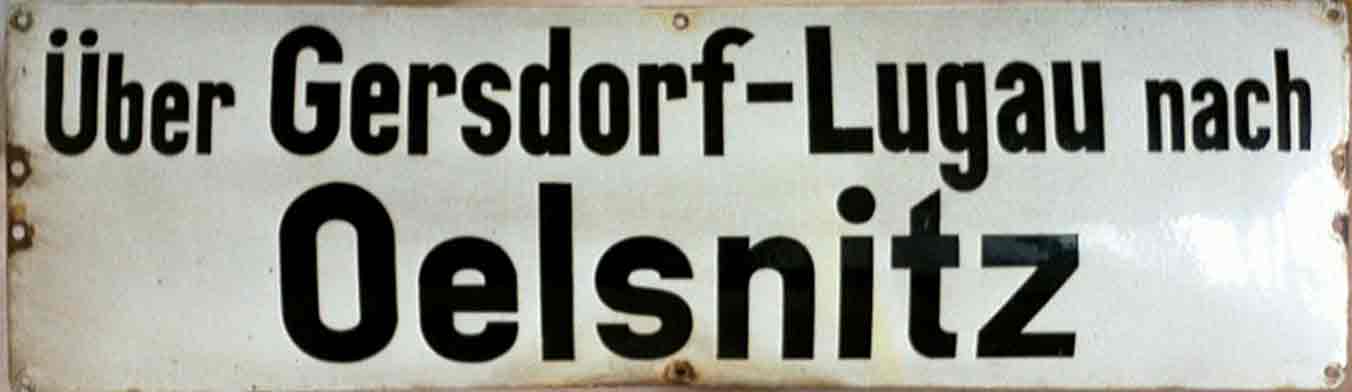 Über Gersdorf-Lugau nach
Oelsnitz